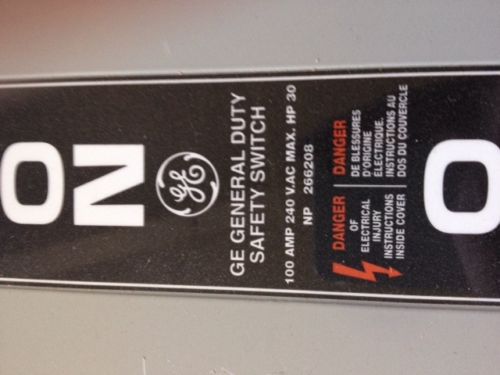 ON
GE
GE GENERAL DUTY
SAFETY SWITCH
100 AMP 240 V.AC MAX. HP 30
NP 266208
DANGER
OF
ELECTRICAL
INJURY
INSTRUCTIONS
INSIDE COVER
DANGER
DE BLESSURES
D'ORIGINE
ÉLECTRIQUE.
INSTRUCTIONS AU
DOS DU COUVERCLE
O